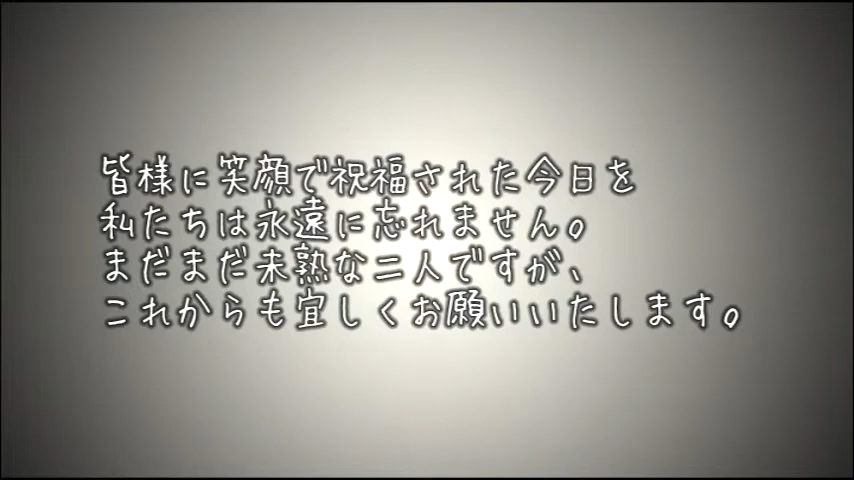 皆様に笑顔で祝福された今日を
私たちは永遠に忘れません。
まだまだ未熟な二人ですが、
これからも宜しくお願いいたします。